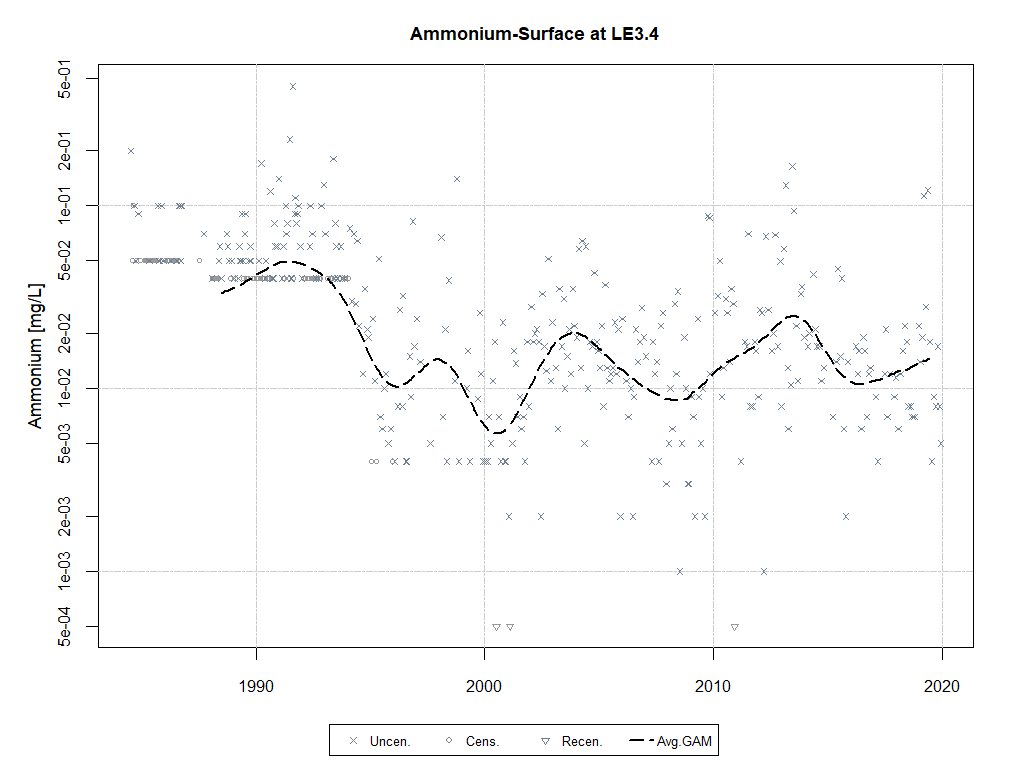 Ammonium-Surface at LE3.4
Ammonium [mg/L]
5e-01
2e-01
1e-01
5e-02
2e-02
1e-02
5e-03
2e-03
1e-03
5e-04
1990 2000 2010 2020
Uncen. Cens. Recen. Avg.GAM